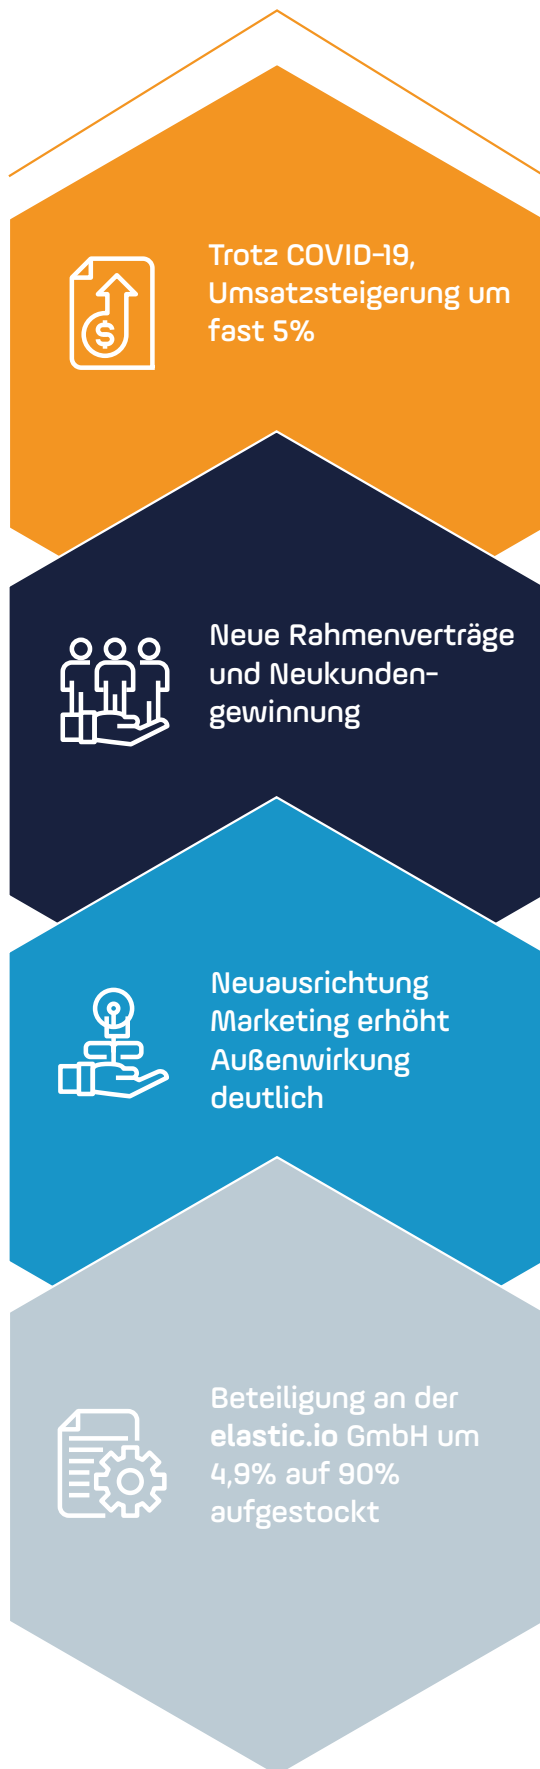 Trotz COVID-19,
Umsatzsteigerung um
fast 5%
Neue Rahmenverträge
und Neukunden-
gewinnung
Neuausrichtung
Marketing erhöht
Außenwirkung
deutlich
Beteiligung an der
elastic.io GmbH um
4,9% auf 90%
aufgestockt